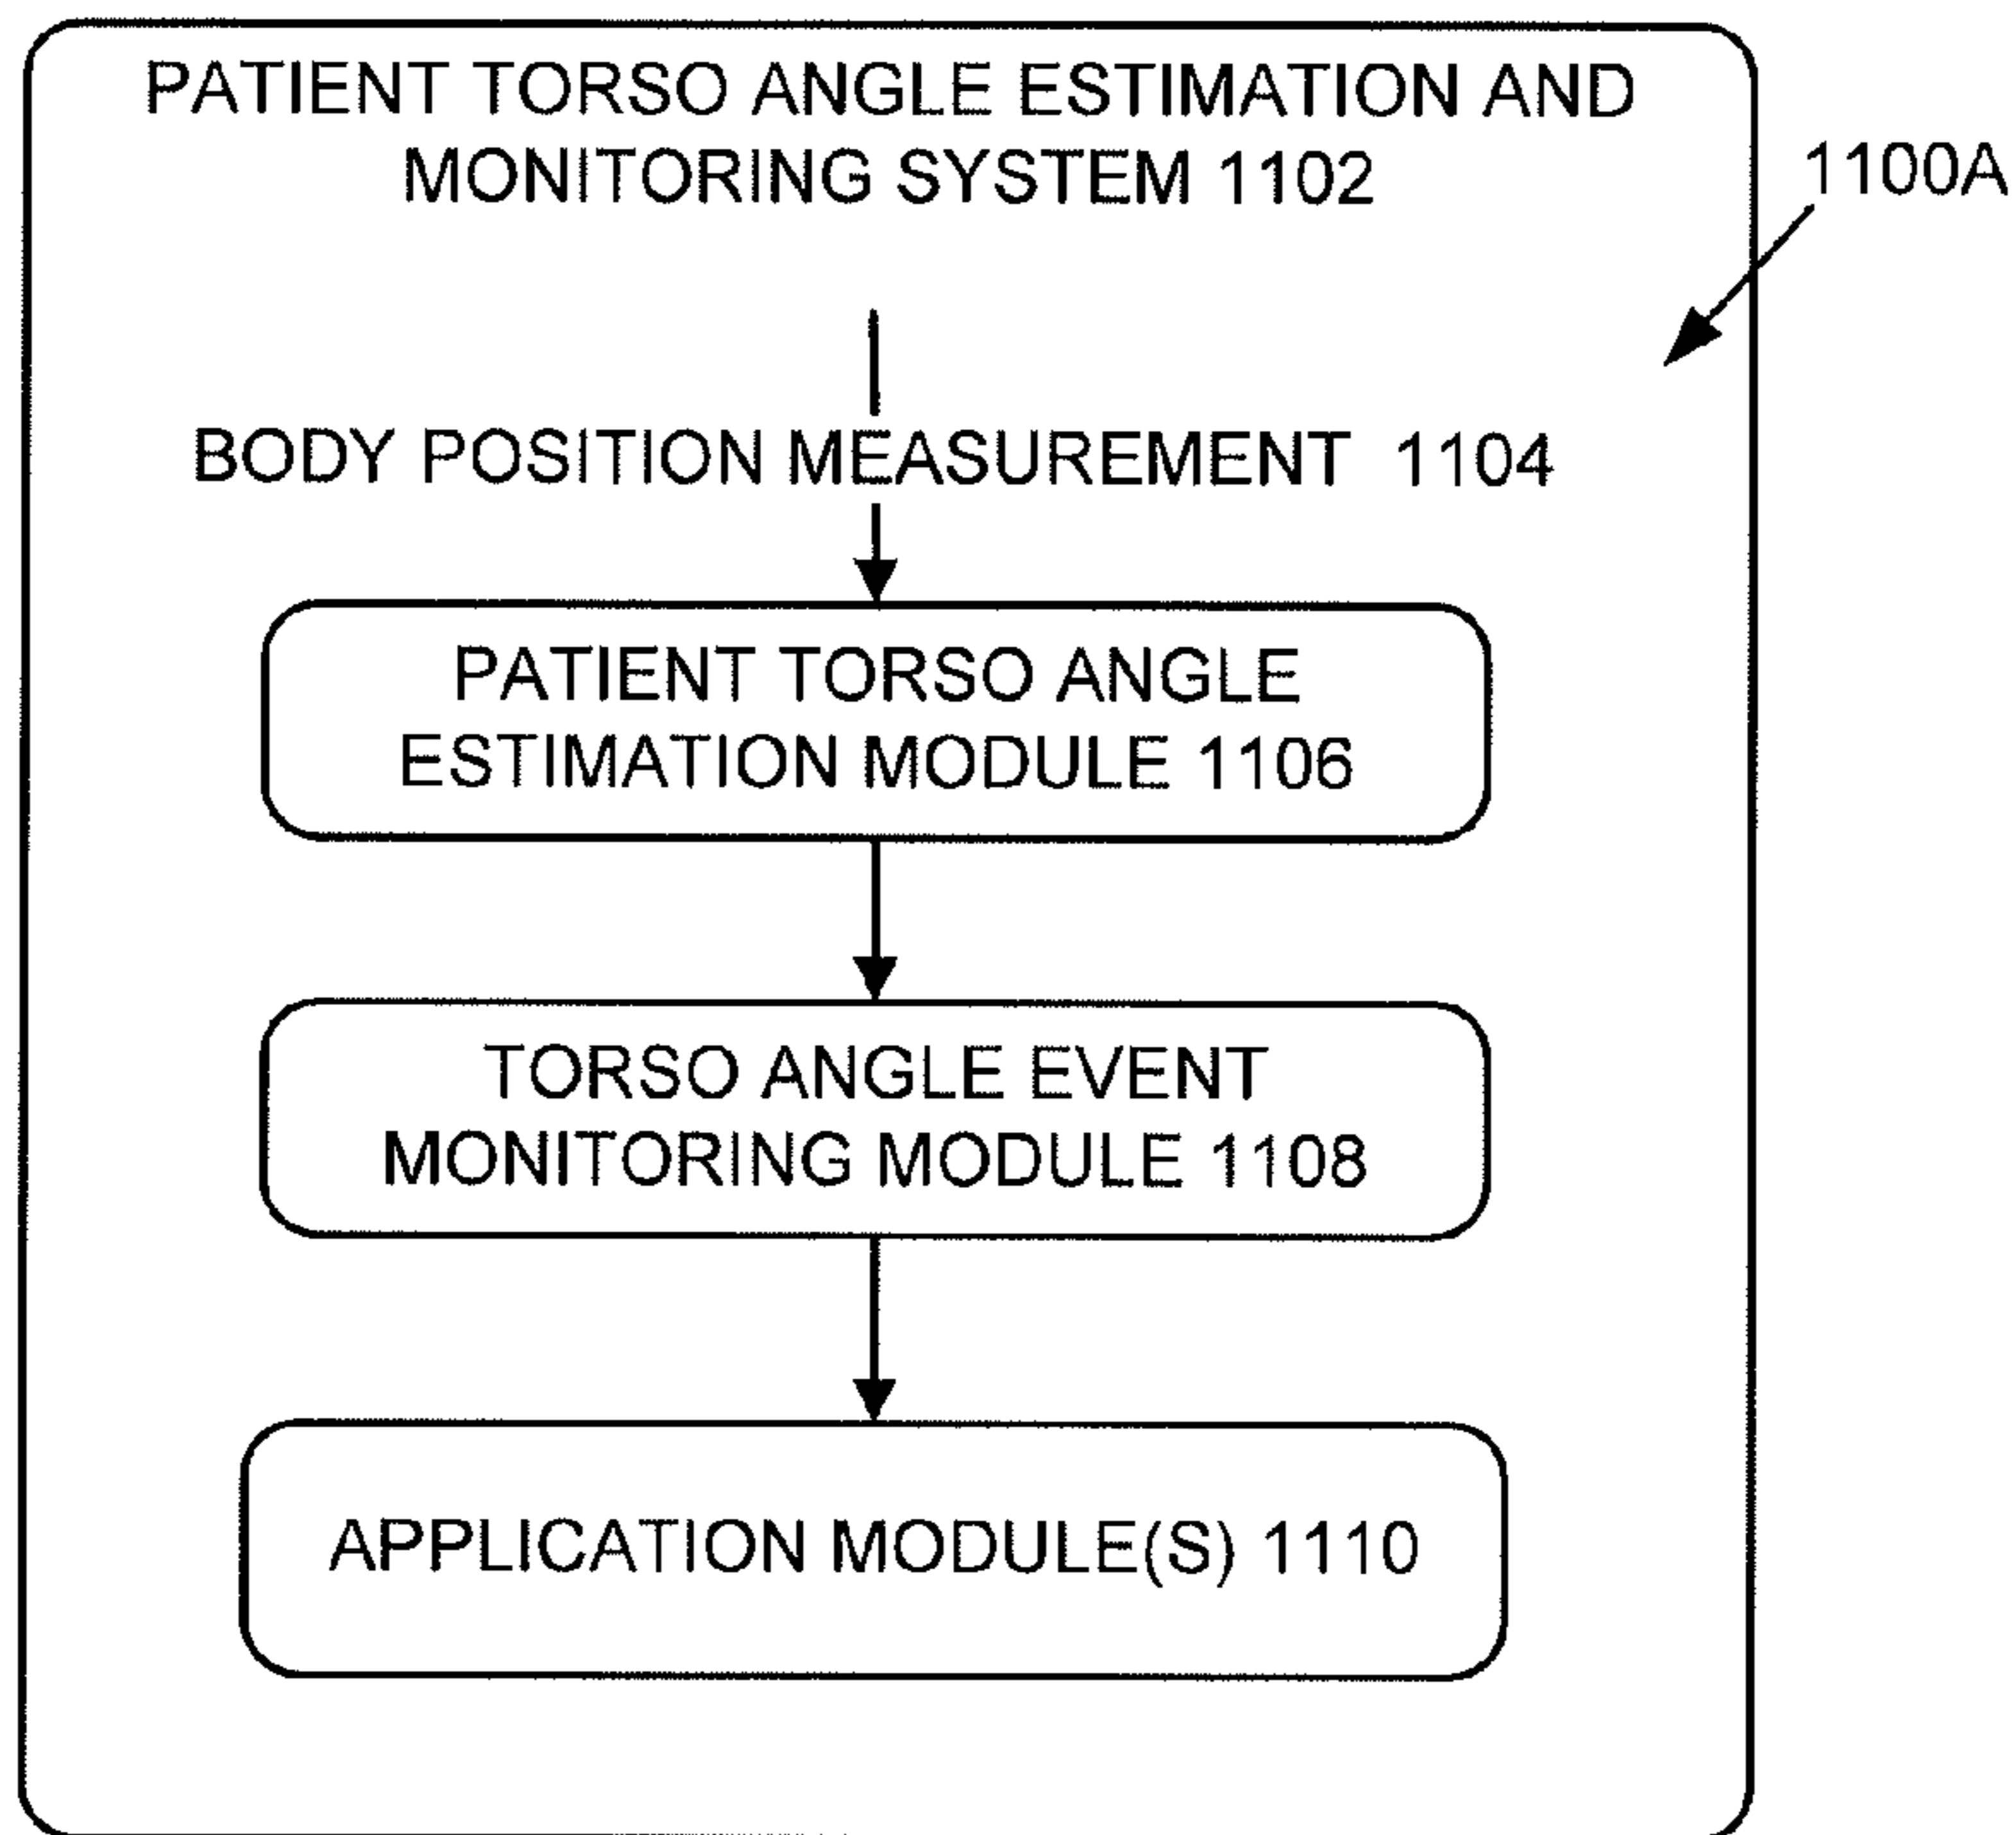 PATIENT TORSO ANGLE ESTIMATION AND
MONITORING SYSTEM 1102
1100A
BODY POSITION MEASUREMENT 1104
PATIENT TORSO ANGLE
ESTIMATION MODULE 1106
TORSO ANGLE EVENT
MONITORING MODULE 1108
APPLICATION MODULE(S) 1110